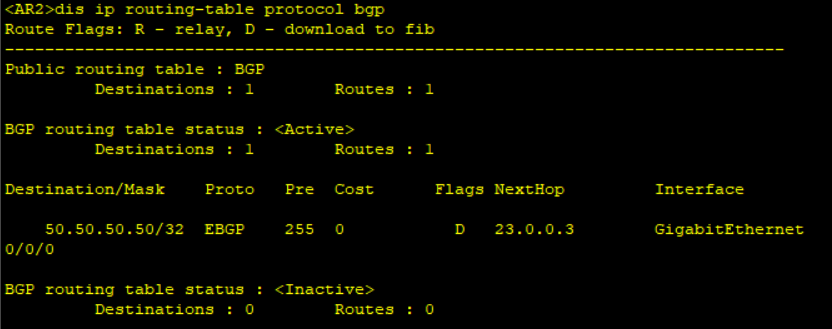 <AR2>dis ip routing-table protocol bgp
Route Flags: R - relay, D - download to fib
------------------------------------------------------------------------------
Public routing table : BGP
         Destinations : 1        Routes : 1

BGP routing table status : <Active>
         Destinations : 1        Routes : 1

Destination/Mask    Proto   Pre  Cost      Flags NextHop         Interface

    50.50.50.50/32  EBGP    255  0           D   23.0.0.3        GigabitEthernet
0/0/0

BGP routing table status : <Inactive>
         Destinations : 0        Routes : 0